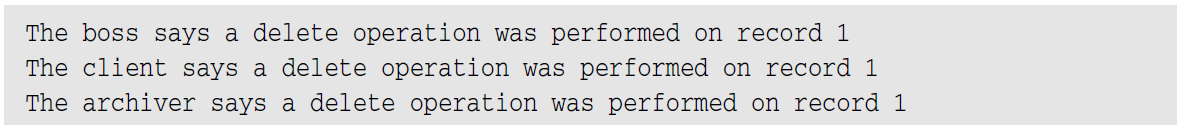 The boss says a delete operation was performed on record 1
The client says a delete operation was performed on record 1
The archiver says a delete operation was performed on record 1